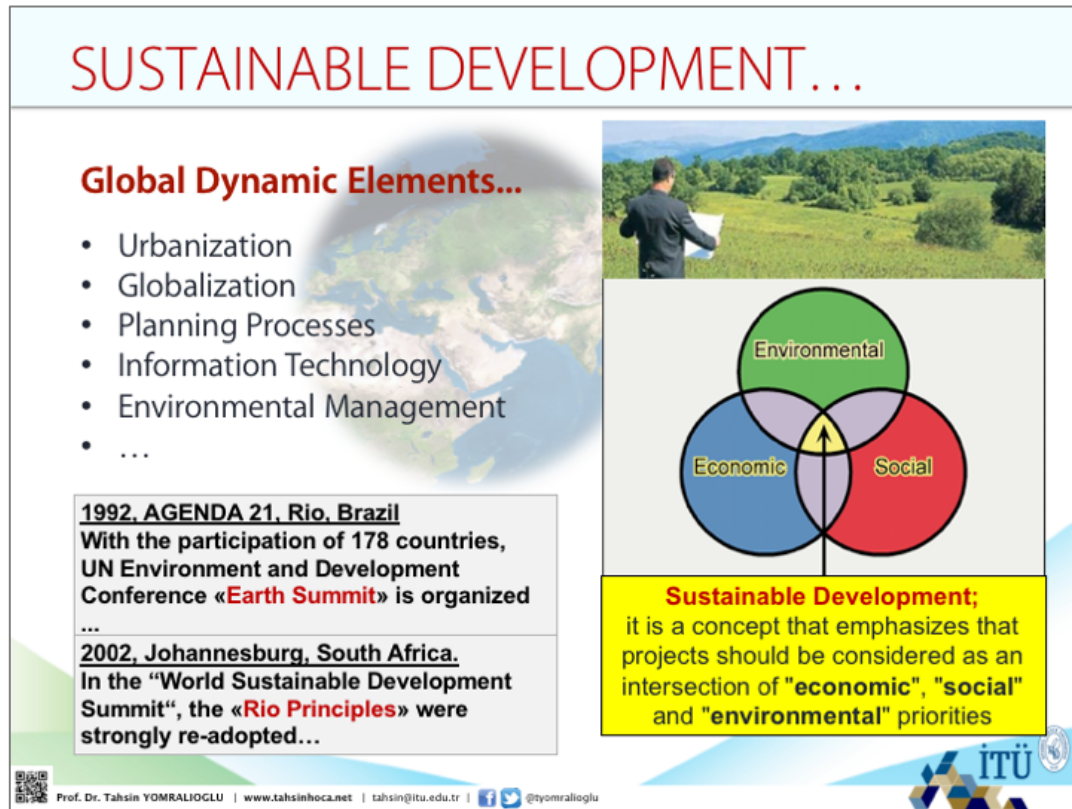 SUSTAINABLE DEVELOPMENT...
Global Dynamic Elements...
• Urbanization
• Globalization
• Planning Processes
• Information Technology
• Environmental Management
• ...
1992, AGENDA 21, Rio, Brazil
With the participation of 178 countries,
UN Environment and Development
Conference «Earth Summit» is organized
...
2002, Johannesburg, South Africa.
In the “World Sustainable Development
Summit“, the «Rio Principles» were
strongly re-adopted…
Environmental
Economic
Social
Sustainable Development;
it is a concept that emphasizes that
projects should be considered as an
intersection of "economic", "social"
and "environmental" priorities
Prof. Dr. Tahsin YOMRALIOGLU | www.tahsinhoca.net | tahsin@itu.edu.tr | @tyomralioglu
İTÜ